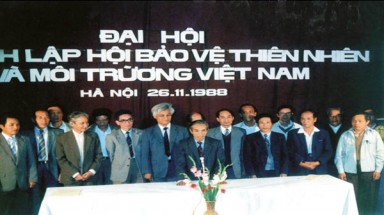 ĐẠI HỘI
H LẬP HỘI BẢO VỆ THIÊN NHIÊN
VÀ MÔI TRƯỜNG VIỆT NAM
HÀ NỘI 26.11.1988